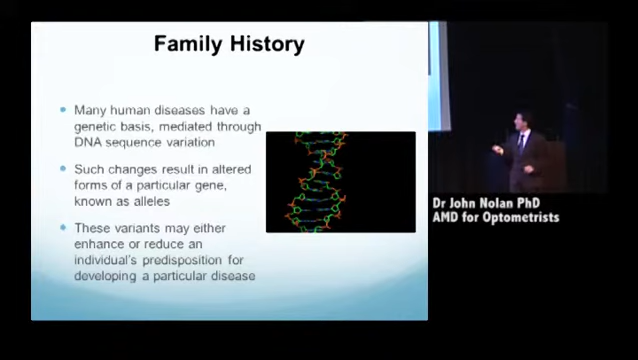 Family History
Many human diseases have a
genetic basis, mediated through
DNA sequence variation
Such changes result in altered
forms of a particular gene,
known as alleles
These variants may either
enhance or reduce an
individual's predisposition for
developing a particular disease
Dr John Nolan PhD
AMD for Optometrists